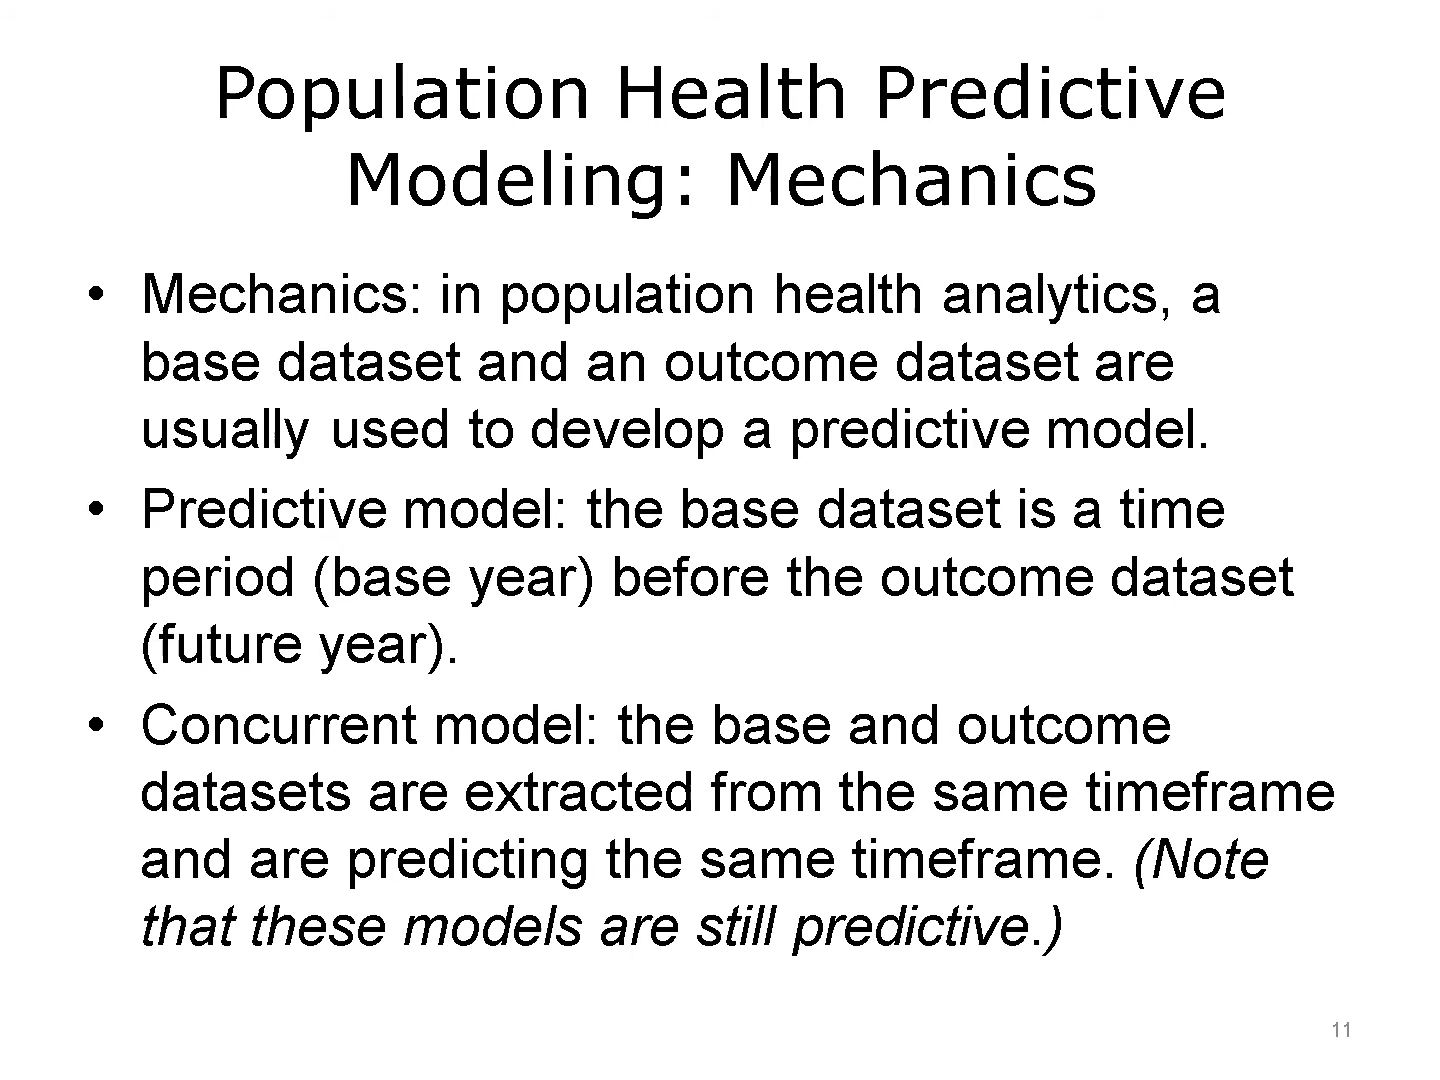 Population Health Predictive
Modeling: Mechanics
• Mechanics: in population health analytics, a
base dataset and an outcome dataset are
usually used to develop a predictive model.
• Predictive model: the base dataset is a time
period (base year) before the outcome dataset
(future year).
• Concurrent model: the base and outcome
datasets are extracted from the same timeframe
and are predicting the same timeframe. (Note
that these models are still predictive.)
11